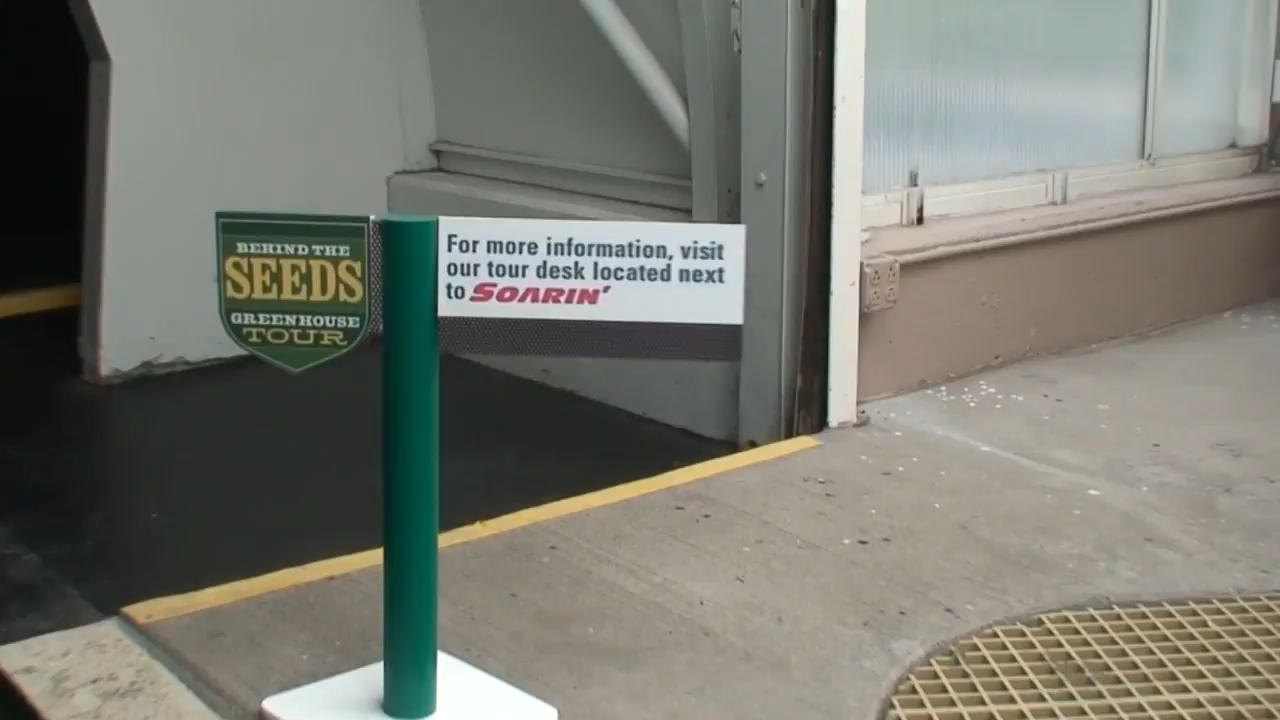 BEHIND THE
SEEDS
GREENHOUSE
TOUR
For more information, visit
our tour desk located next
to SOARIN'